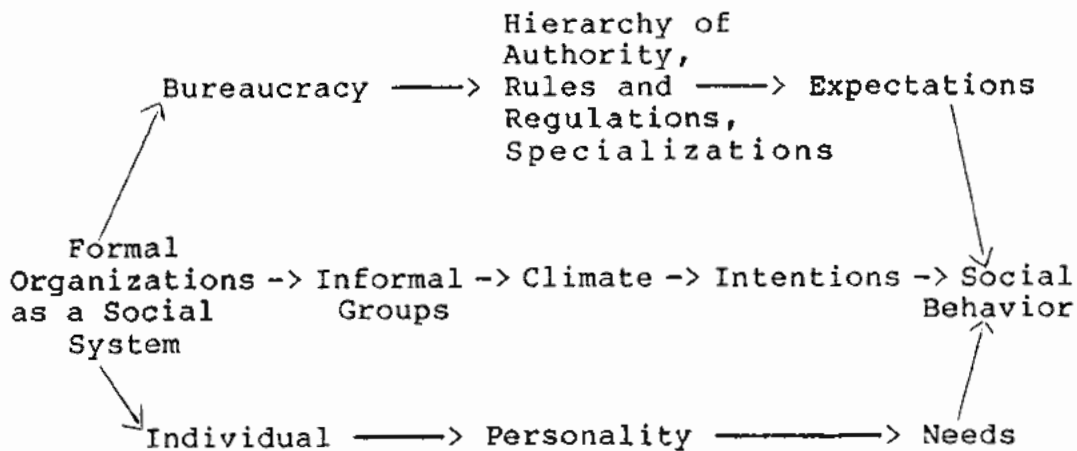 Hierarchy of
Authority,
Bureaucracy ——> Rules and ——> Expectations
Regulations,
Specializations
Formal
Organizations -> Informal -> Climate -> Intentions -> Social
as a Social Groups Behavior
System
Individual ——> Personality ——> Needs